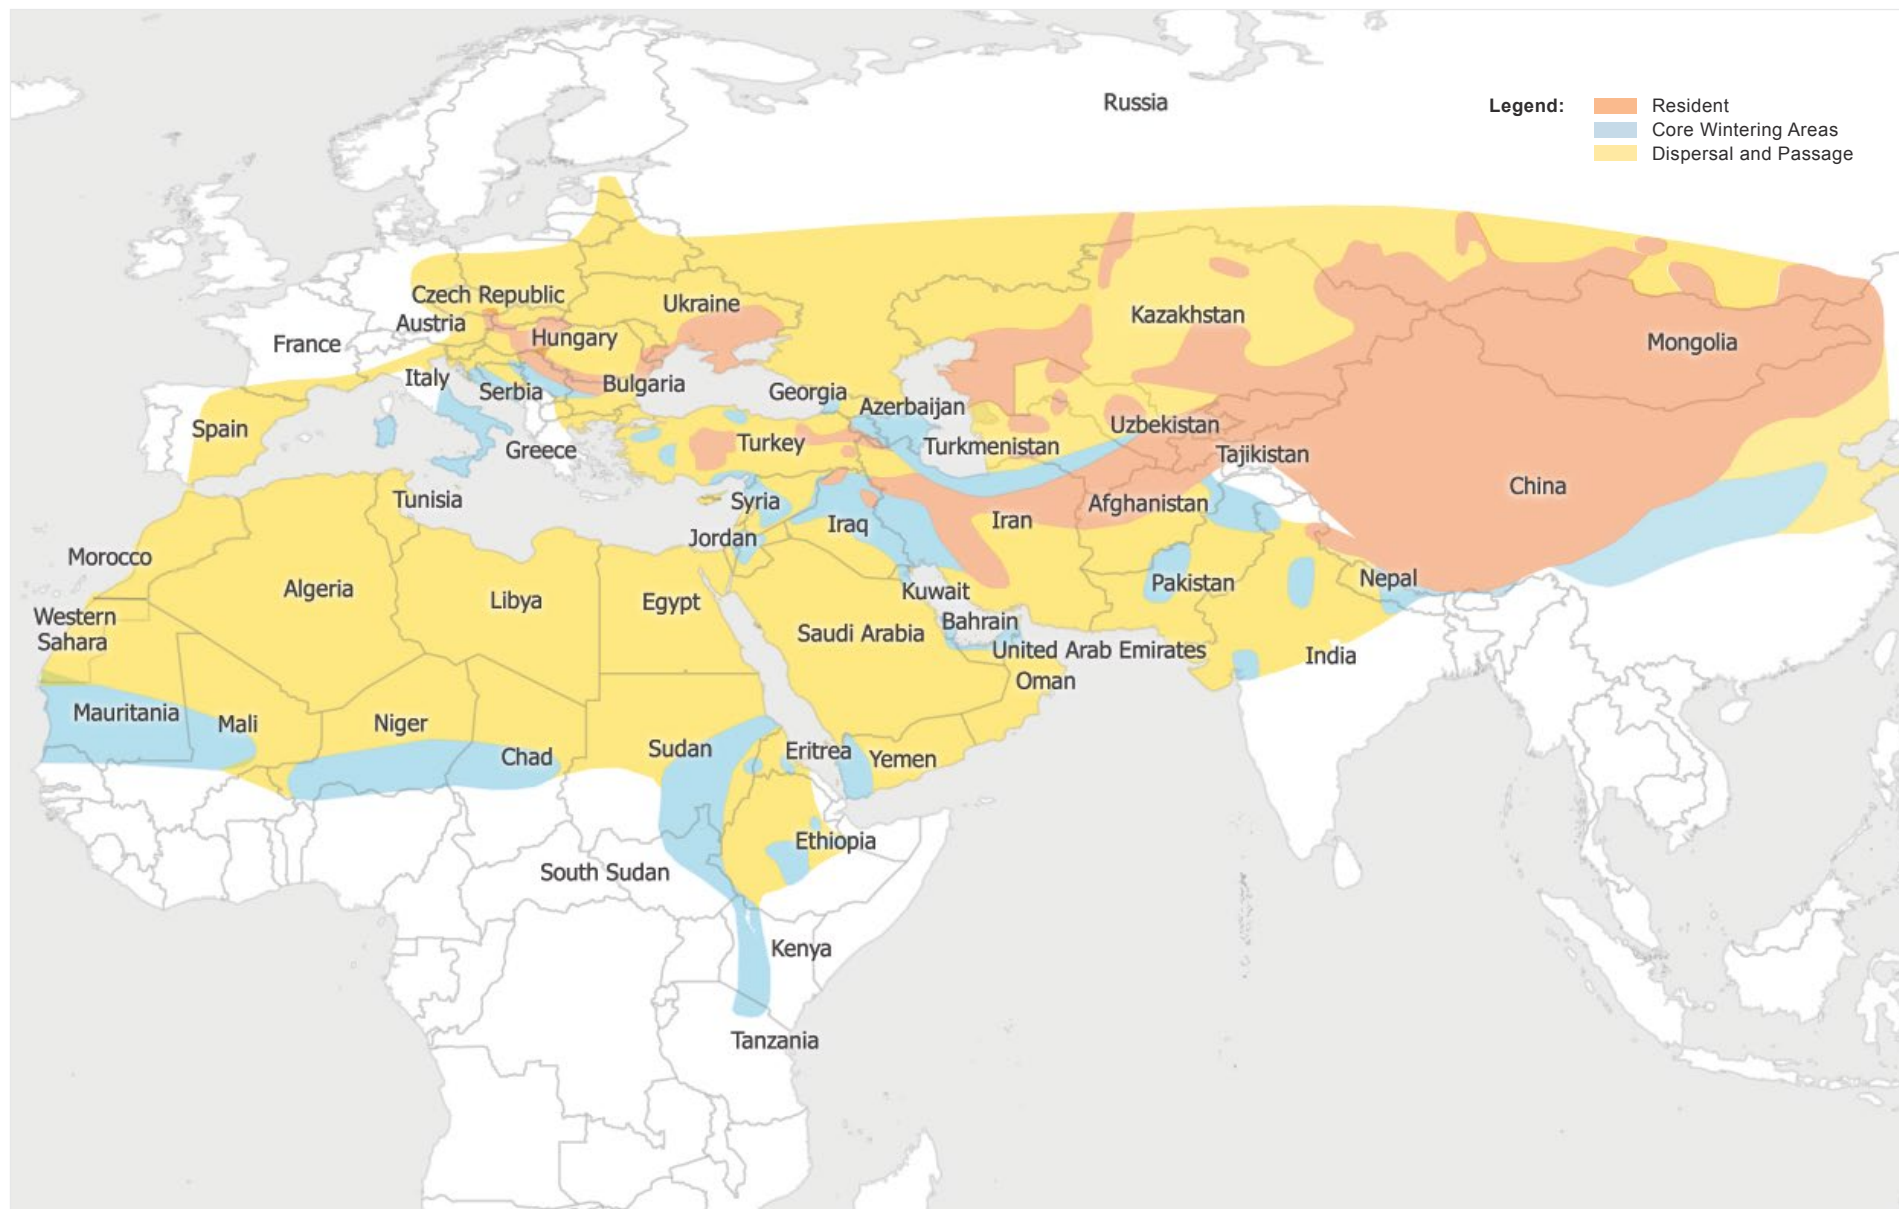 Russia
Legend:
Resident
Core Wintering Areas
Dispersal and Passage
Czech Republic
Ukraine
Austria
France
Hungary
Kazakhstan
Mongolia
Italy
Serbia
Bulgaria
Georgia
Azerbaijan
Spain
Greece
Turkey
Turkmenistan
Uzbekistan
Tajikistan
Tunisia
Syria
Iraq
Iran
Afghanistan
China
Jordan
Morocco
Algeria
Libya
Egypt
Kuwait
Pakistan
Nepal
Western
Sahara
Saudi Arabia
Bahrain
United Arab Emirates
India
Oman
Mauritania
Mali
Niger
Chad
Sudan
Eritrea
Yemen
Ethiopia
South Sudan
Kenya
Tanzania